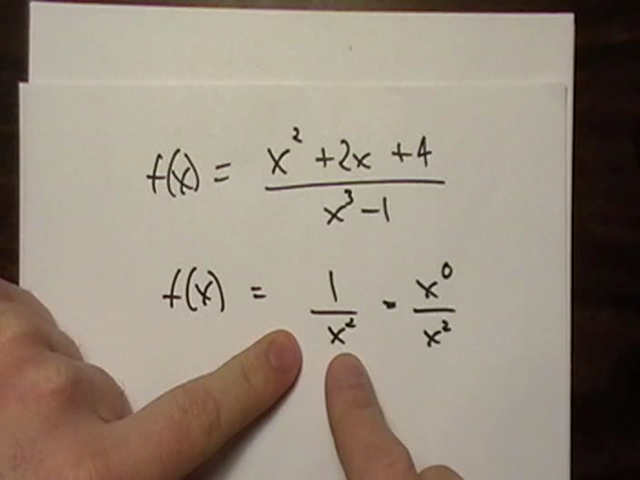 f(x) = x² + 2x + 4 / x³ - 1
f(x) = 1 / x² - x⁰ / x²